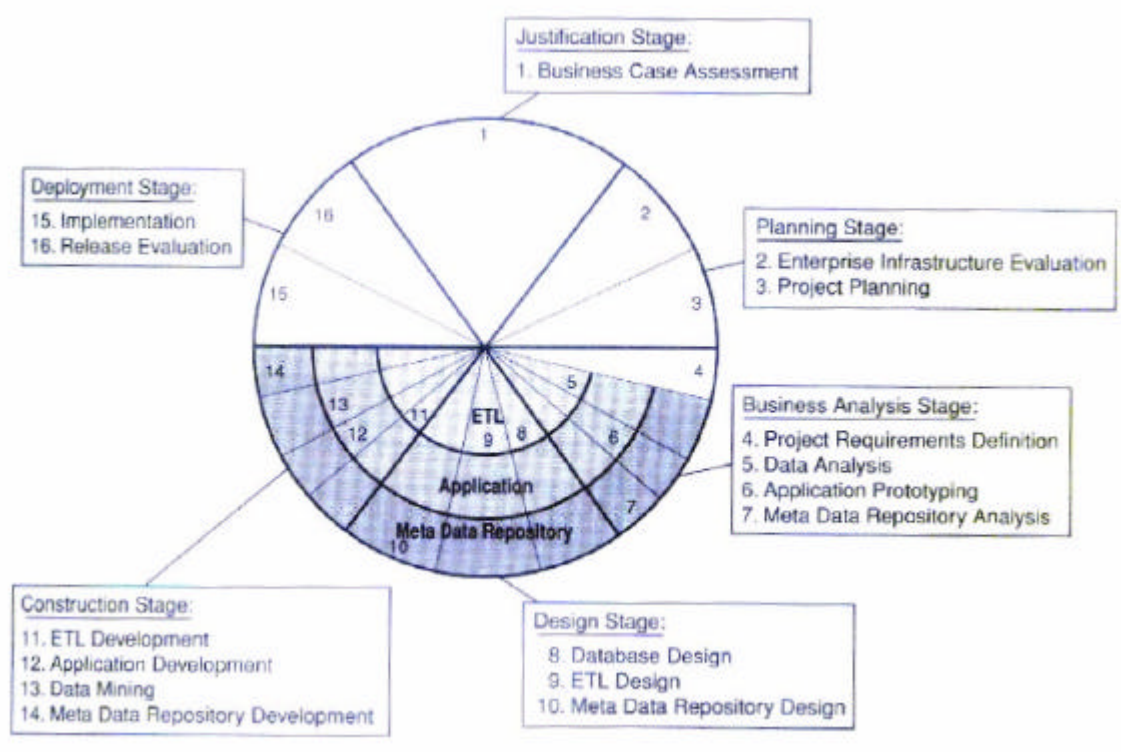 Justification Stage:
1. Business Case Assessment
Deployment Stage:
15. Implementation
16. Release Evaluation
Planning Stage:
2. Enterprise Infrastructure Evaluation
3. Project Planning
1
16
2
15
3
14
4
13
5
12
11
ETL
9
8
6
Application
7
Meta Data Repository
10
Business Analysis Stage:
4. Project Requirements Definition
5. Data Analysis
6. Application Prototyping
7. Meta Data Repository Analysis
Construction Stage:
11. ETL Development
12. Application Development
13. Data Mining
14. Meta Data Repository Development
Design Stage:
8. Database Design
9. ETL Design
10. Meta Data Repository Design